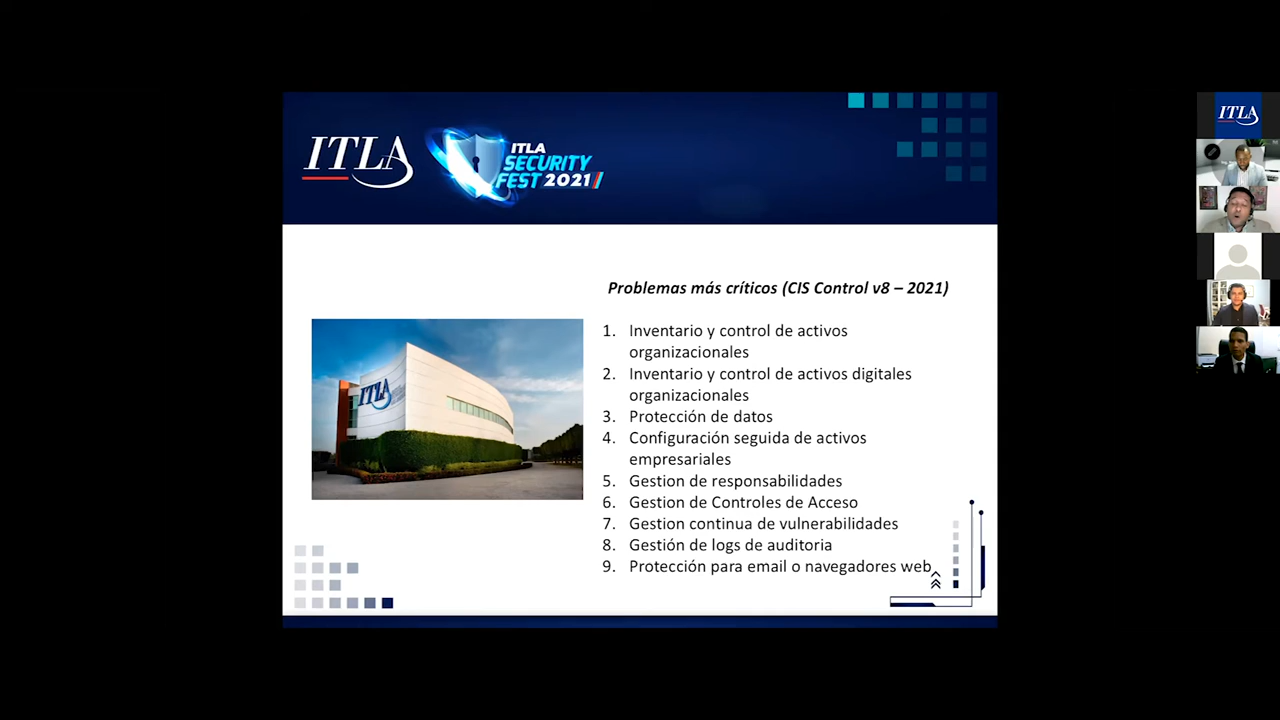 ITLA
ITLA
SECURITY
FEST 2021
ITLA
Problemas más críticos (CIS Control v8 – 2021)
ITLA
1. Inventario y control de activos
organizacionales
2. Inventario y control de activos digitales
organizacionales
3. Protección de datos
4. Configuración seguida de activos
empresariales
5. Gestion de responsabilidades
6. Gestion de Controles de Acceso
7. Gestion continua de vulnerabilidades
8. Gestión de logs de auditoria
9. Protección para email o navegadores web